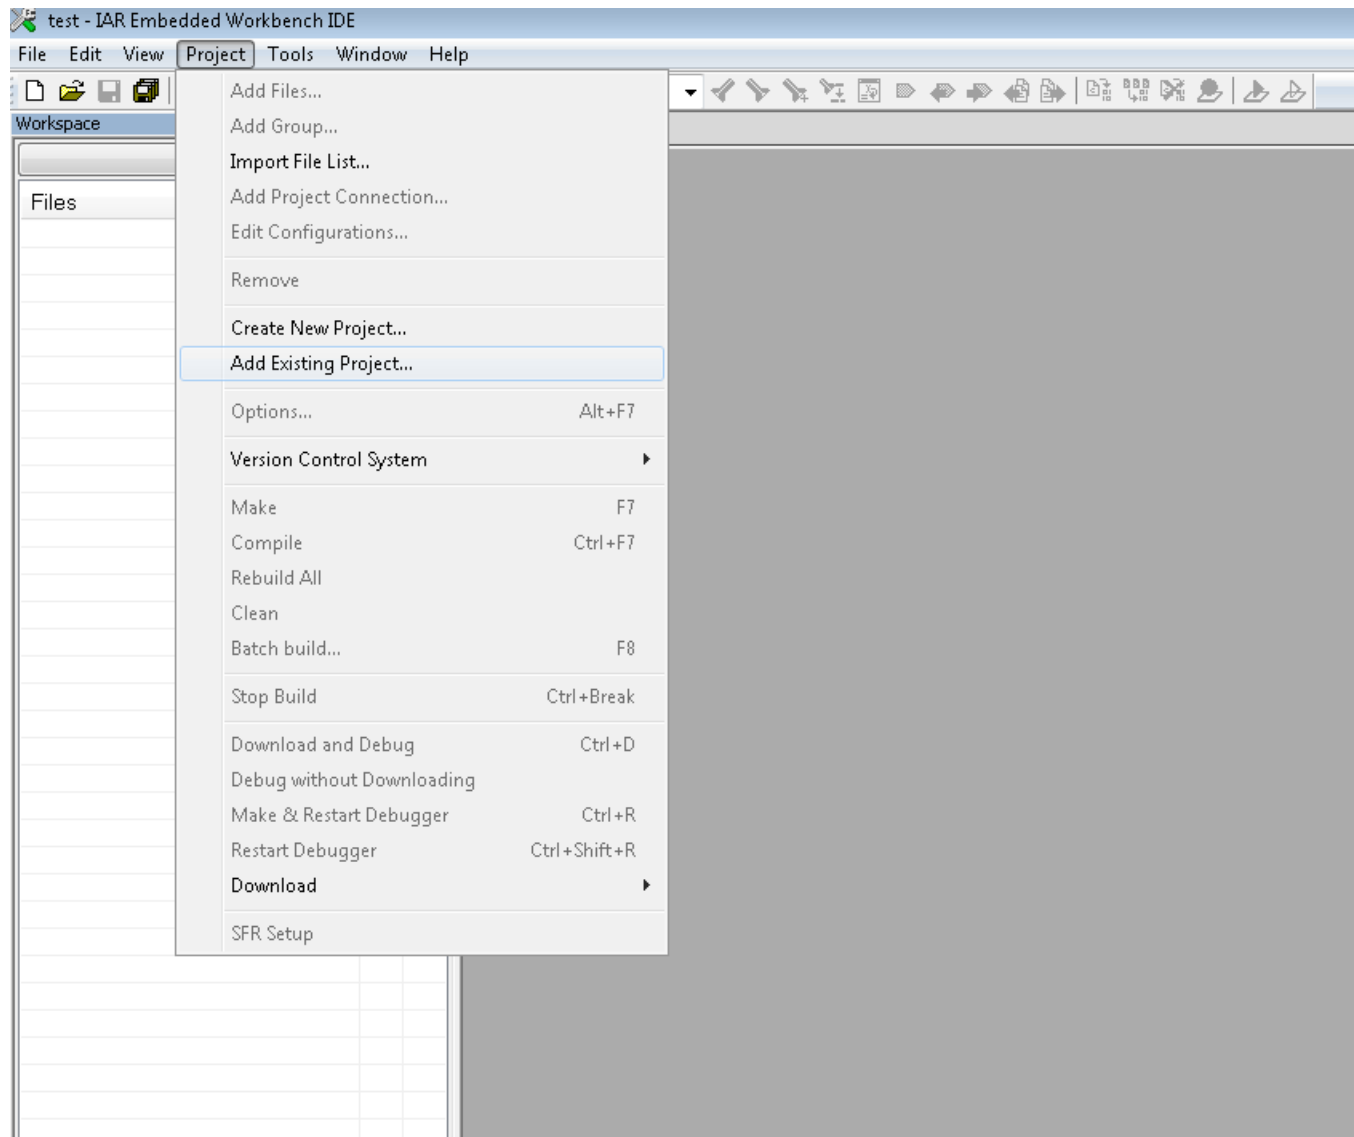 test - IAR Embedded Workbench IDE
File Edit View Project Tools Window Help
Workspace
Files
Add Files...
Add Group...
Import File List...
Add Project Connection...
Edit Configurations...
Remove
Create New Project...
Add Existing Project...
Options... Alt+F7
Version Control System
Make F7
Compile Ctrl+F7
Rebuild All
Clean
Batch build... F8
Stop Build Ctrl+Break
Download and Debug Ctrl+D
Debug without Downloading
Make & Restart Debugger Ctrl+R
Restart Debugger Ctrl+Shift+R
Download
SFR Setup